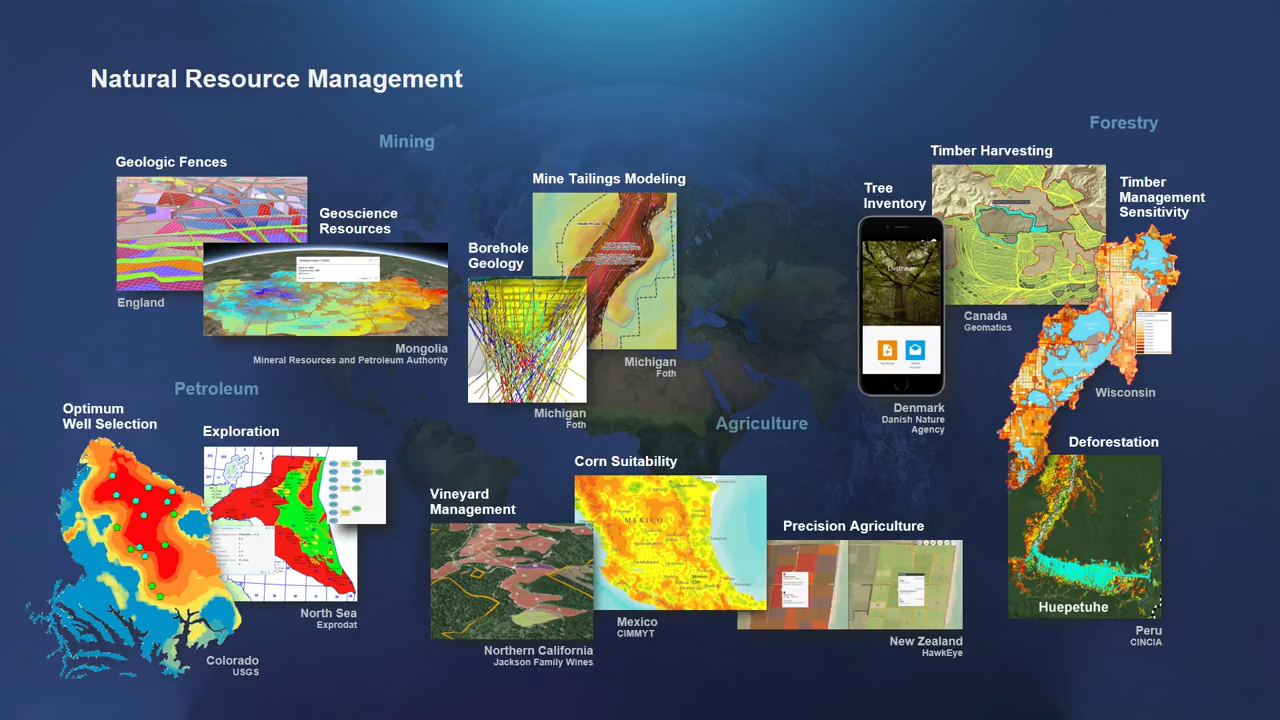 Natural Resource Management
Mining
Geologic Fences
England
Geoscience
Resources
Mongolia
Mineral Resources and Petroleum Authority
Borehole
Geology
Michigan
Foth
Mine Tailings Modeling
Michigan
Foth
Forestry
Tree
Inventory
Denmark
Danish Nature
Agency
Timber Harvesting
Canada
Geomatics
Timber
Management
Sensitivity
Wisconsin
Deforestation
Huepetuhe
Peru
CINCIA
Petroleum
Optimum
Well Selection
Colorado
USGS
Exploration
North Sea
Exprodat
Agriculture
Vineyard
Management
Northern California
Jackson Family Wines
Corn Suitability
MEXICO
Mexico
CIMMYT
Precision Agriculture
New Zealand
HawkEye